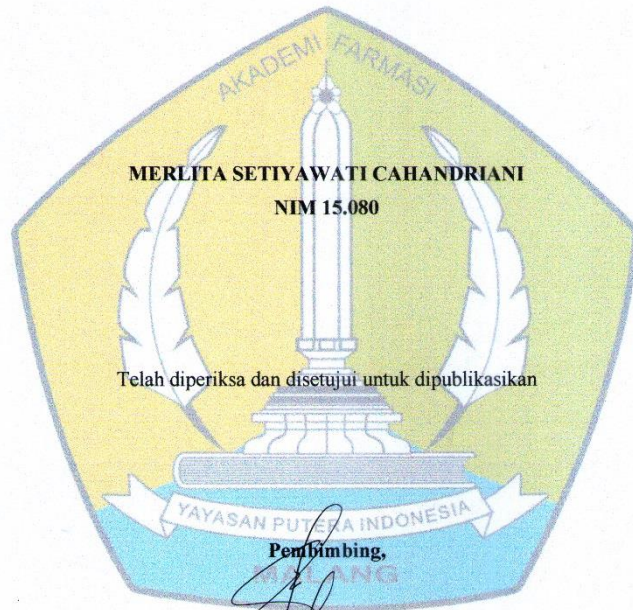 AKADEMI FARMASI
MERLITA SETIYAWATI CAHANDRIANI
NIM 15.080
Telah diperiksa dan disetujui untuk dipublikasikan
YAYASAN PUTERA INDONESIA
Pembimbing,
MALANG